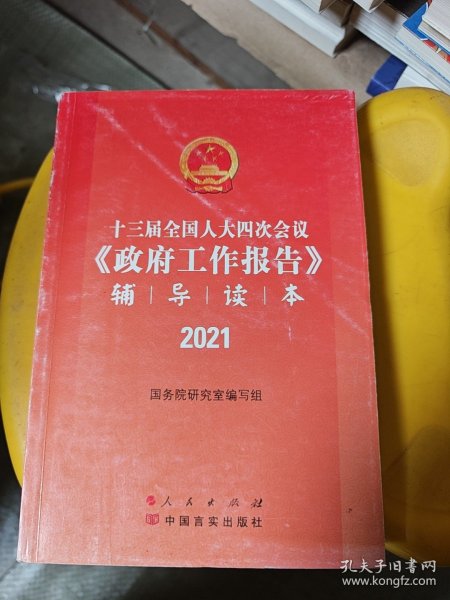 十三届全国人大四次会议
《政府工作报告》
辅|导|读|本
2021
国务院研究室编写组
人民出版社
中国言实出版社
孔夫子旧书网
www.kongfz.com